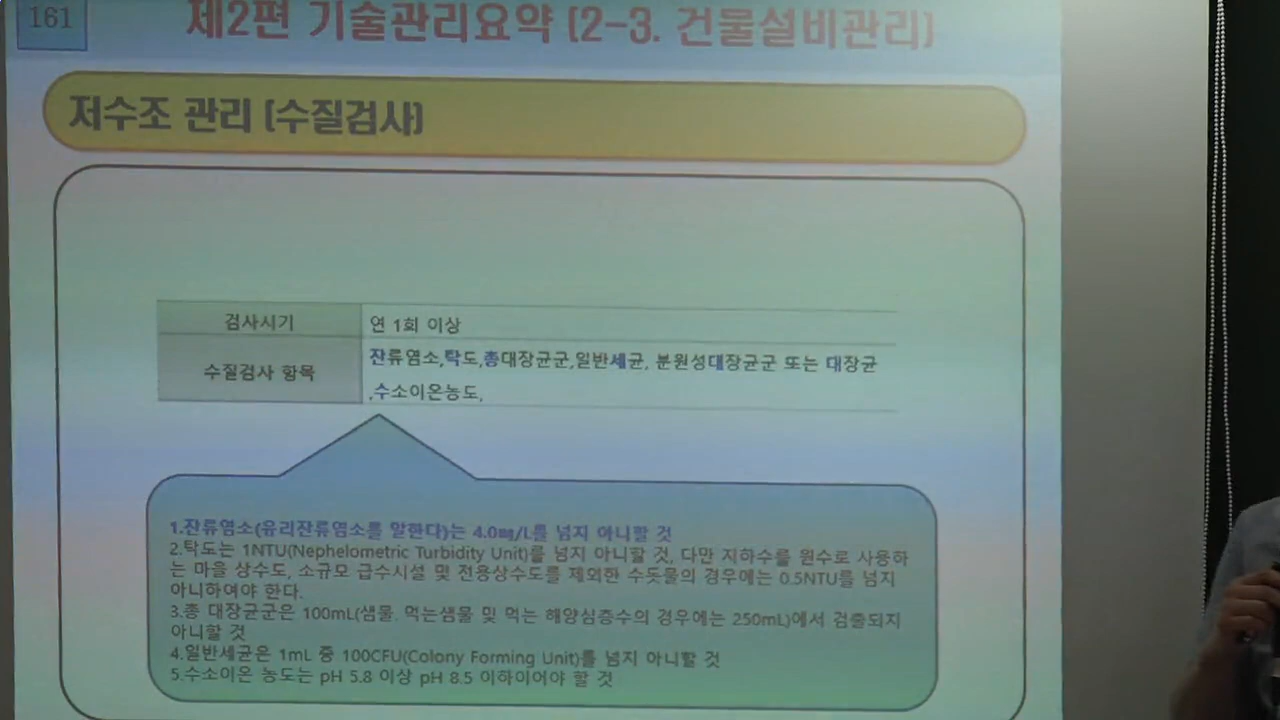 161
제2편 기술관리요약 (2-3. 건물설비관리)
저수조 관리 (수질검사)
검사시기
연 1회 이상
수질검사 항목
잔류염소,탁도,총대장균군,일반세균, 분원성대장균군 또는 대장균
,수소이온농도,
1.잔류염소(유리잔류염소를 말한다)는 4.0㎎/L를 넘지 아니할 것
2.탁도는 1NTU(Nephelometric Turbidity Unit)를 넘지 아니할 것, 다만 지하수를 원수로 사용하
는 마을 상수도, 소규모 급수시설 및 전용상수도를 제외한 수돗물의 경우에는 0.5NTU를 넘지
아니하여야 한다.
3.총 대장균군은 100mL(샘물. 먹는샘물 및 먹는 해양심층수의 경우에는 250mL)에서 검출되지
아니할 것
4.일반세균은 1mL 중 100CFU(Colony Forming Unit)를 넘지 아니할 것
5.수소이온 농도는 pH 5.8 이상 pH 8.5 이하이어야 할 것